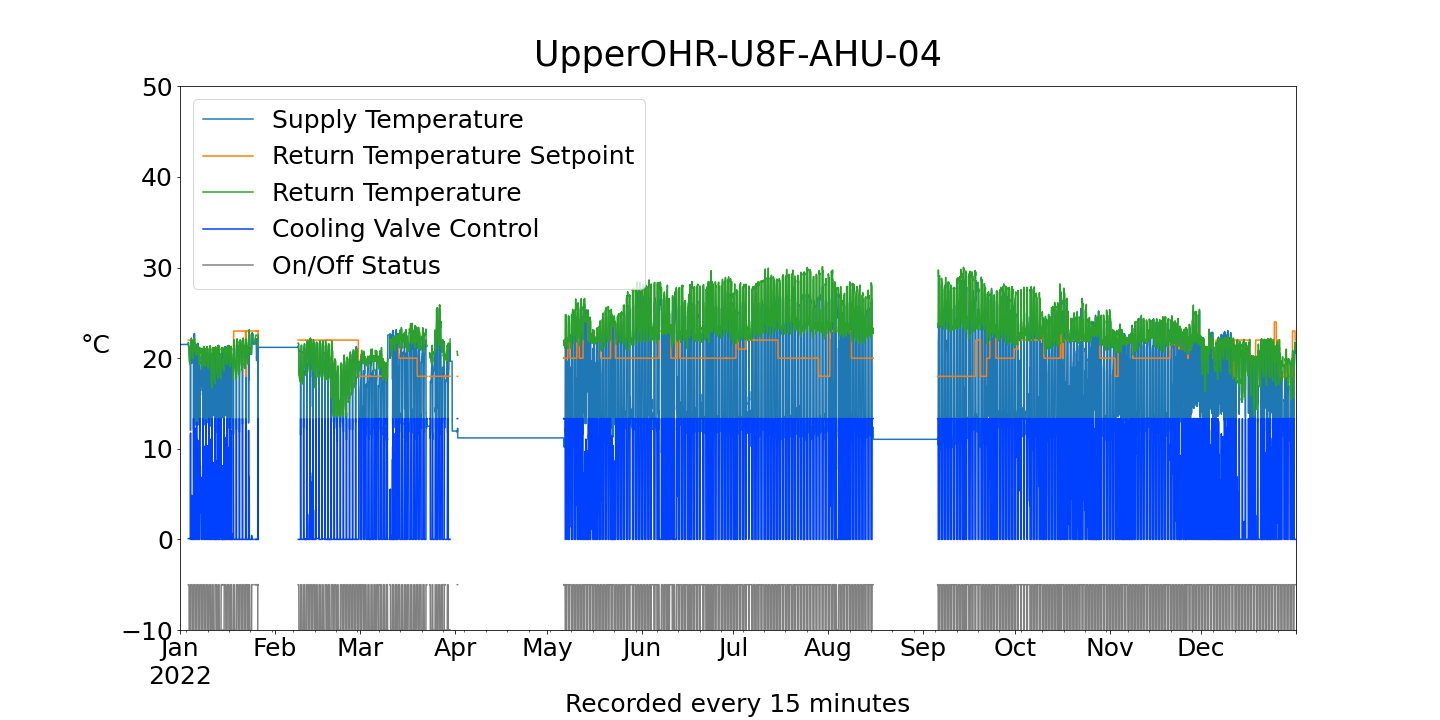 UpperOHR-U8F-AHU-04
50
40
30
20
10
0
−10
°C
Supply Temperature
Return Temperature Setpoint
Return Temperature
Cooling Valve Control
On/Off Status
Jan Feb Mar Apr May Jun Jul Aug Sep Oct Nov Dec
2022
Recorded every 15 minutes